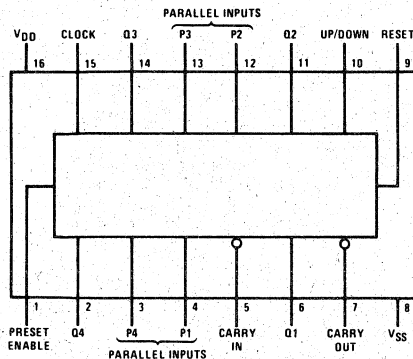 PARALLEL INPUTS
VDD CLOCK Q3 P3 P2 Q2 UP/DOWN RESET
16 15 14 13 12 11 10 9
1 2 3 4 5 6 7 8
PRESET ENABLE Q4 P4 P1 CARRY IN Q1 CARRY OUT VSS
PARALLEL INPUTS